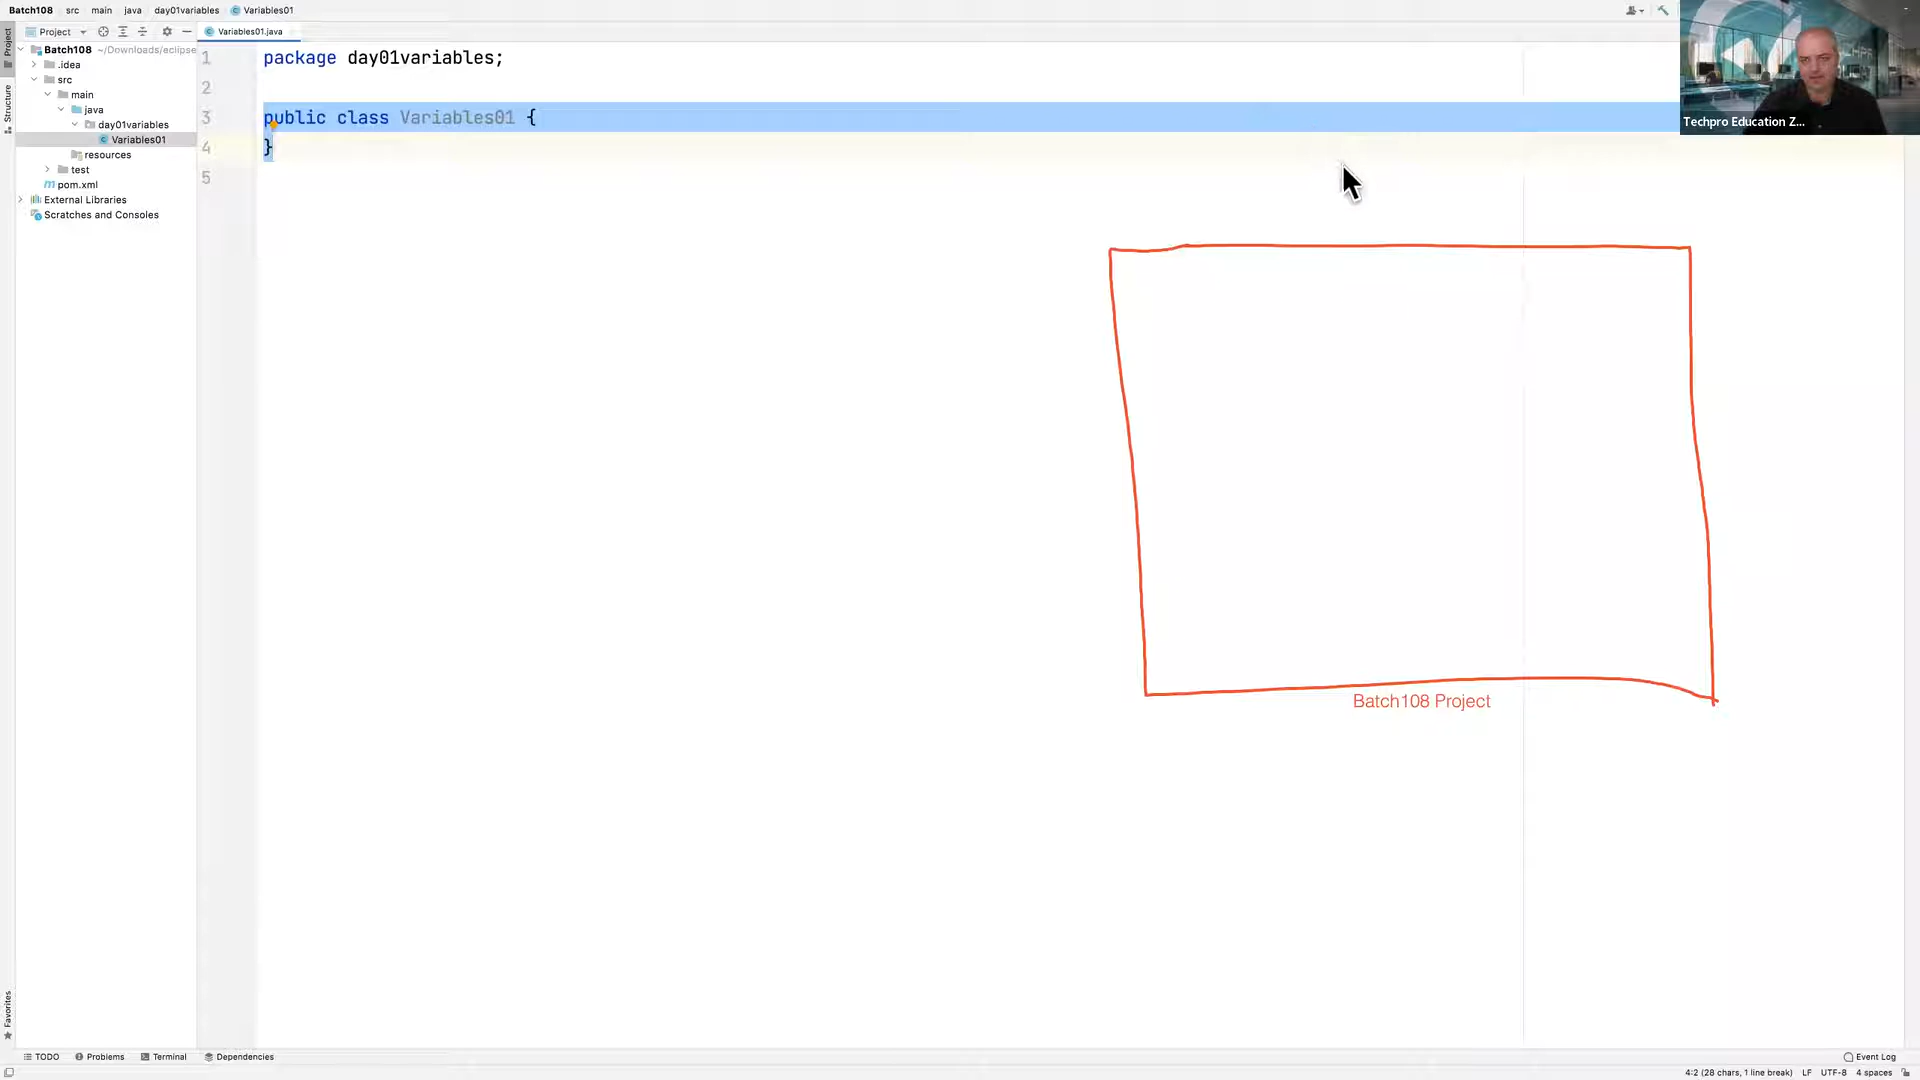 Batch108 src main java day01variables Variables01
Project
Variables01.java
Techpro Education Z...
Project
Structure
Favorites
Batch108 ~/Downloads/eclipse
.idea
src
main
java
day01variables
Variables01
resources
test
pom.xml
External Libraries
Scratches and Consoles
1 package day01variables;
2
3 public class Variables01 {
4 }
5
Batch108 Project
TODO Problems Terminal Dependencies Event Log
4:2 (28 chars, 1 line break) LF UTF-8 4 spaces